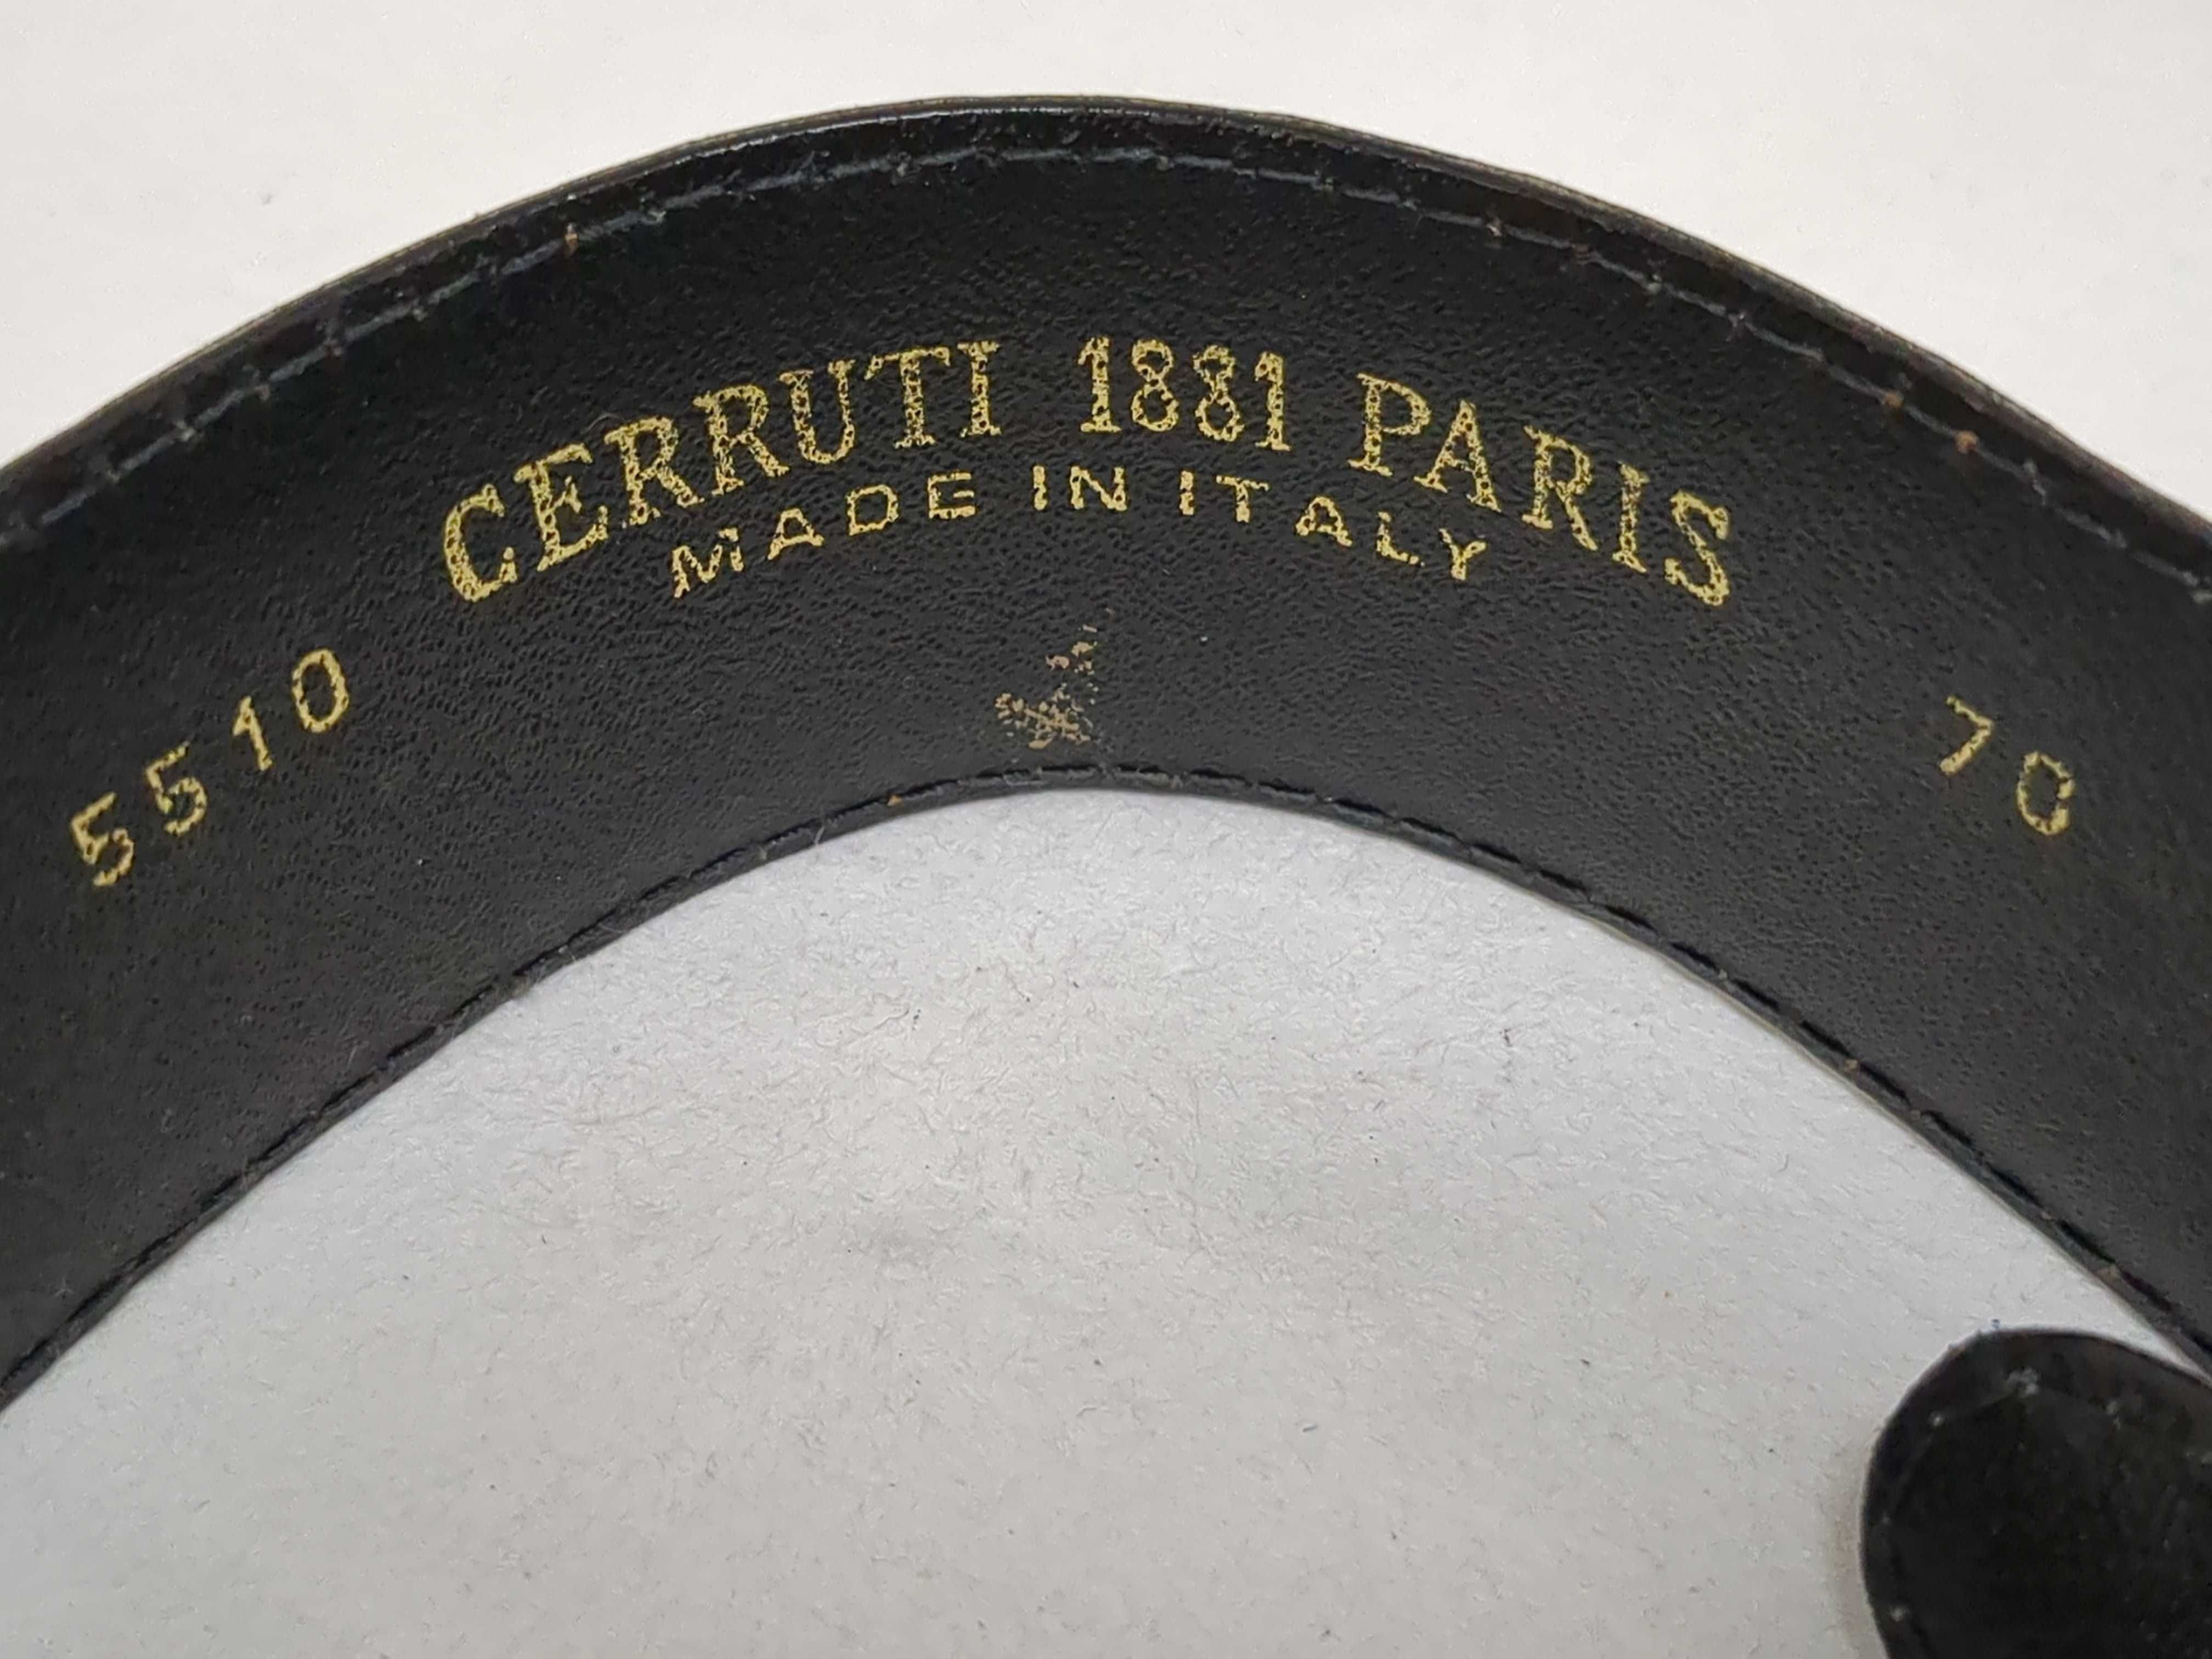 CERRUTI 1881 PARIS
MADE IN ITALY
5510
70